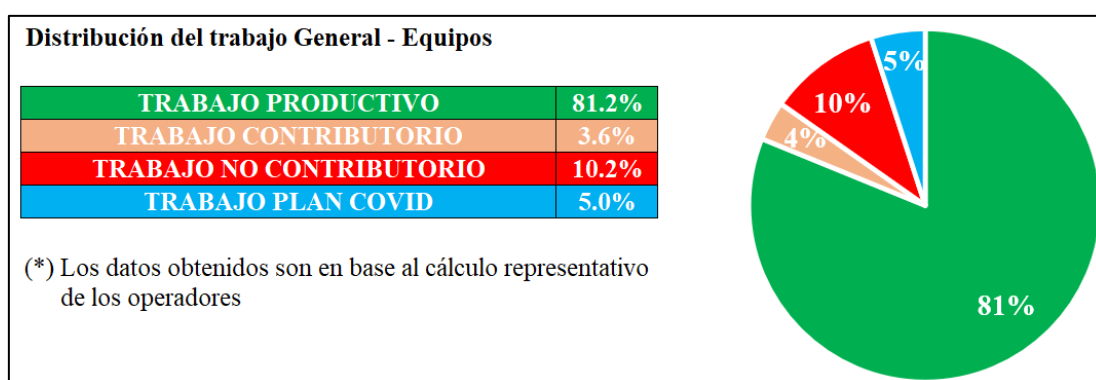 Distribución del trabajo General - Equipos
TRABAJO PRODUCTIVO 81.2%
TRABAJO CONTRIBUTORIO 3.6%
TRABAJO NO CONTRIBUTORIO 10.2%
TRABAJO PLAN COVID 5.0%
(*) Los datos obtenidos son en base al cálculo representativo
de los operadores
5%
10%
4%
81%